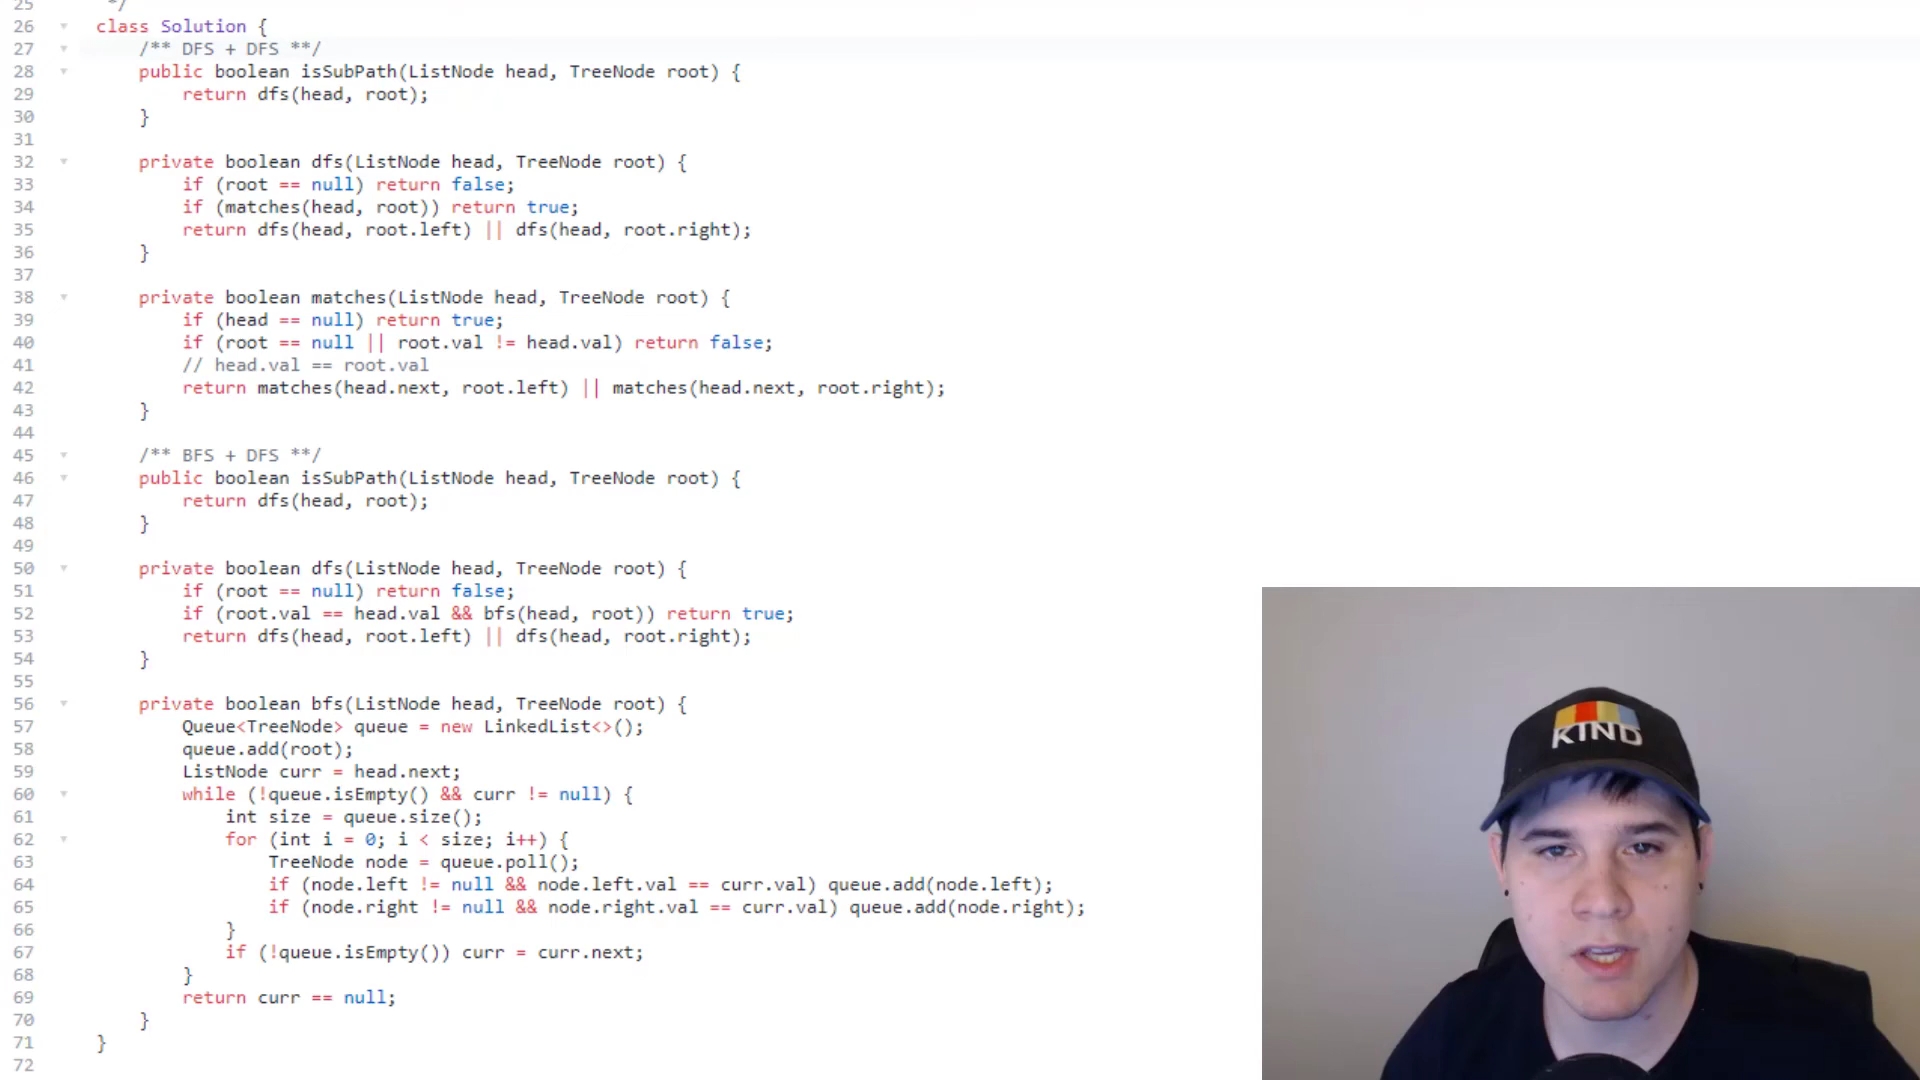 25 */
26 class Solution {
27 /** DFS + DFS **/
28 public boolean isSubPath(ListNode head, TreeNode root) {
29 return dfs(head, root);
30 }
31
32 private boolean dfs(ListNode head, TreeNode root) {
33 if (root == null) return false;
34 if (matches(head, root)) return true;
35 return dfs(head, root.left) || dfs(head, root.right);
36 }
37
38 private boolean matches(ListNode head, TreeNode root) {
39 if (head == null) return true;
40 if (root == null || root.val != head.val) return false;
41 // head.val == root.val
42 return matches(head.next, root.left) || matches(head.next, root.right);
43 }
44
45 /** BFS + DFS **/
46 public boolean isSubPath(ListNode head, TreeNode root) {
47 return dfs(head, root);
48 }
49
50 private boolean dfs(ListNode head, TreeNode root) {
51 if (root == null) return false;
52 if (root.val == head.val && bfs(head, root)) return true;
53 return dfs(head, root.left) || dfs(head, root.right);
54 }
55
56 private boolean bfs(ListNode head, TreeNode root) {
57 Queue<TreeNode> queue = new LinkedList<>();
58 queue.add(root);
59 ListNode curr = head.next;
60 while (!queue.isEmpty() && curr != null) {
61 int size = queue.size();
62 for (int i = 0; i < size; i++) {
63 TreeNode node = queue.poll();
64 if (node.left != null && node.left.val == curr.val) queue.add(node.left);
65 if (node.right != null && node.right.val == curr.val) queue.add(node.right);
66 }
67 if (!queue.isEmpty()) curr = curr.next;
68 }
69 return curr == null;
70 }
71 }
72
KIND